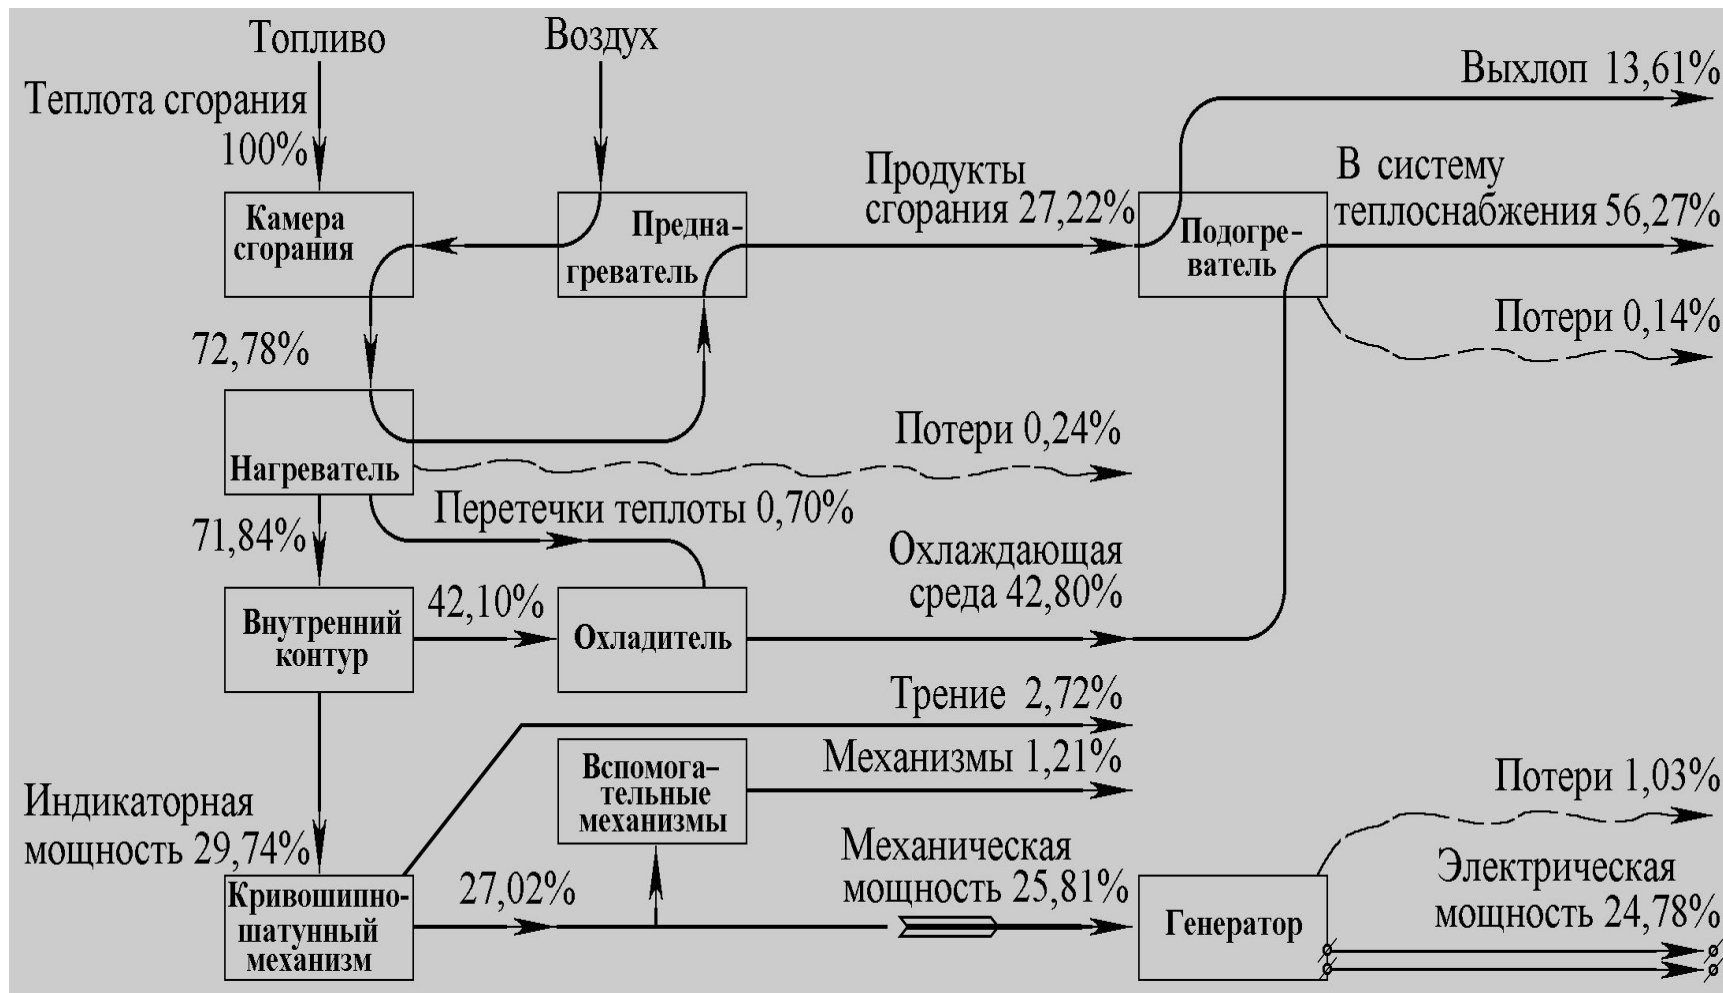 Топливо
Воздух
Теплота сгорания
100%
Выхлоп 13,61%
Камера
сгорания
Предна-
греватель
Продукты
сгорания 27,22%
Подогре-
ватель
В систему
теплоснабжения 56,27%
Потери 0,14%
72,78%
Нагреватель
Потери 0,24%
Перетечки теплоты 0,70%
71,84%
Охлаждающая
среда 42,80%
42,10%
Внутренний
контур
Охладитель
Трение 2,72%
Вспомога-
тельные
механизмы
Механизмы 1,21%
Индикаторная
мощность 29,74%
Потери 1,03%
Кривошипно-
шатунный
механизм
27,02%
Механическая
мощность 25,81%
Генератор
Электрическая
мощность 24,78%